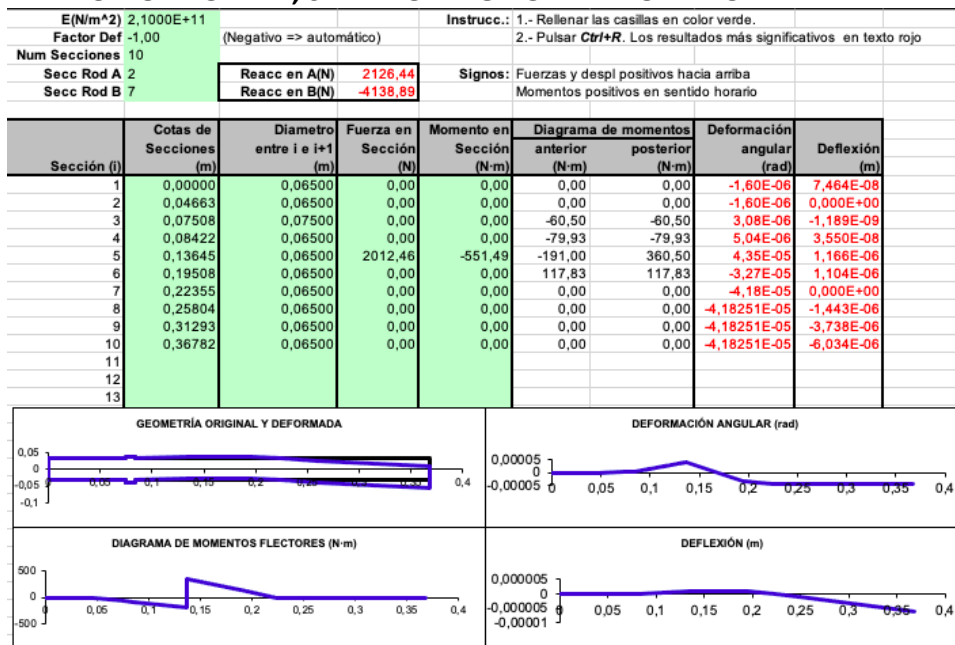 E(N/m^2) 2,1000E+11 Instrucc.: 1.- Rellenar las casillas en color verde.
Factor Def -1,00 (Negativo => automático) 2.- Pulsar Ctrl+R. Los resultados más significativos en texto rojo
Num Secciones 10
Secc Rod A 2 Reacc en A(N) 2126,44 Signos: Fuerzas y despl positivos hacia arriba
Secc Rod B 7 Reacc en B(N) -4138,89 Momentos positivos en sentido horario
Cotas de Diametro Fuerza en Momento en Diagrama de momentos Deformación
Secciones entre i e i+1 Sección Sección anterior posterior angular Deflexión
Sección (i) (m) (m) (N) (N·m) (N·m) (N·m) (rad) (m)
1 0,00000 0,06500 0,00 0,00 0,00 0,00 -1,60E-06 7,464E-08
2 0,04663 0,06500 0,00 0,00 0,00 0,00 -1,60E-06 0,000E+00
3 0,07508 0,07500 0,00 0,00 -60,50 -60,50 3,08E-06 -1,189E-09
4 0,08422 0,06500 0,00 0,00 -79,93 -79,93 5,04E-06 3,550E-08
5 0,13645 0,06500 2012,46 -551,49 -191,00 360,50 4,35E-05 1,166E-06
6 0,19508 0,06500 0,00 0,00 117,83 117,83 -3,27E-05 1,104E-06
7 0,22355 0,06500 0,00 0,00 0,00 0,00 -4,18E-05 0,000E+00
8 0,25804 0,06500 0,00 0,00 0,00 0,00 -4,18251E-05 -1,443E-06
9 0,31293 0,06500 0,00 0,00 0,00 0,00 -4,18251E-05 -3,738E-06
10 0,36782 0,06500 0,00 0,00 0,00 0,00 -4,18251E-05 -6,034E-06
11
12
13
GEOMETRÍA ORIGINAL Y DEFORMADA
0,05
0
-0,05
-0,1
0 0,05 0,1 0,15 0,2 0,25 0,3 0,35 0,4
DEFORMACIÓN ANGULAR (rad)
0,00005
0
-0,00005
0 0,05 0,1 0,15 0,2 0,25 0,3 0,35 0,4
DIAGRAMA DE MOMENTOS FLECTORES (N·m)
500
0
-500
0 0,05 0,1 0,15 0,2 0,25 0,3 0,35 0,4
DEFLEXIÓN (m)
0,000005
0
-0,000005
-0,00001
0 0,05 0,1 0,15 0,2 0,25 0,3 0,35 0,4